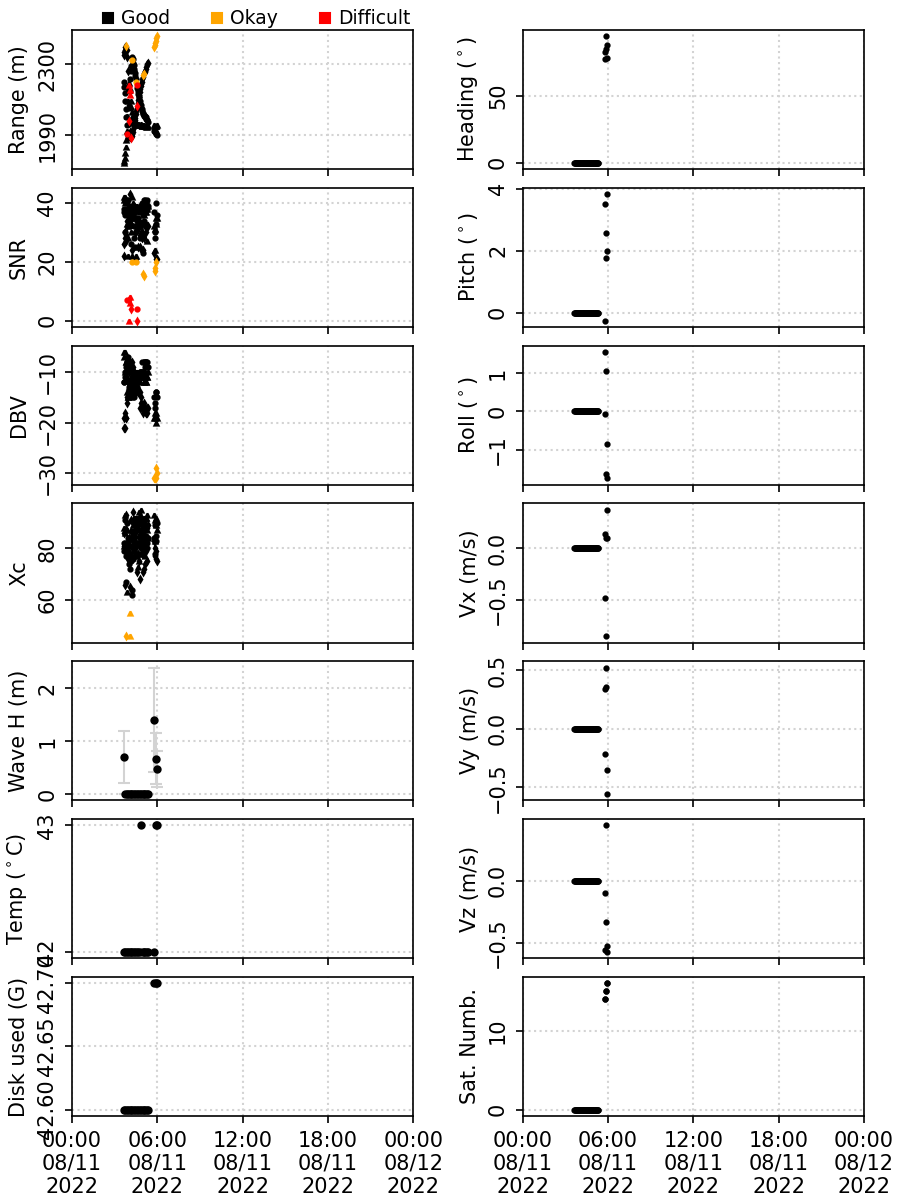 Good Okay Difficult
Range (m)
2300
1990
Heading (°)
50
0
SNR
40
20
0
Pitch (°)
4
2
0
DBV
−10
−20
−30
Roll (°)
1
0
−1
Xc
80
60
Vx (m/s)
0.0
−0.5
Wave H (m)
2
1
0
Vy (m/s)
0.5
0.0
−0.5
Temp (°C)
43
42
Vz (m/s)
0.0
−0.5
Disk used (G)
42.70
42.65
42.60
Sat. Numb.
10
0
00:00 06:00 12:00 18:00 00:00
08/11 08/11 08/11 08/11 08/12
2022 2022 2022 2022 2022
00:00 06:00 12:00 18:00 00:00
08/11 08/11 08/11 08/11 08/12
2022 2022 2022 2022 2022